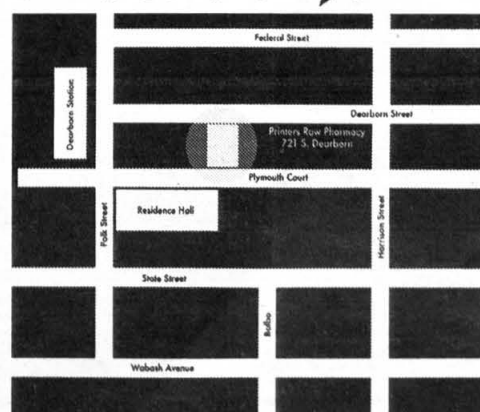 Federal Street
Dearborn Station
Dearborn Street
Printers Row Pharmacy
721 S. Dearborn
Plymouth Court
Residence Hall
Polk Street
Harrison Street
State Street
Balbo
Wabash Avenue